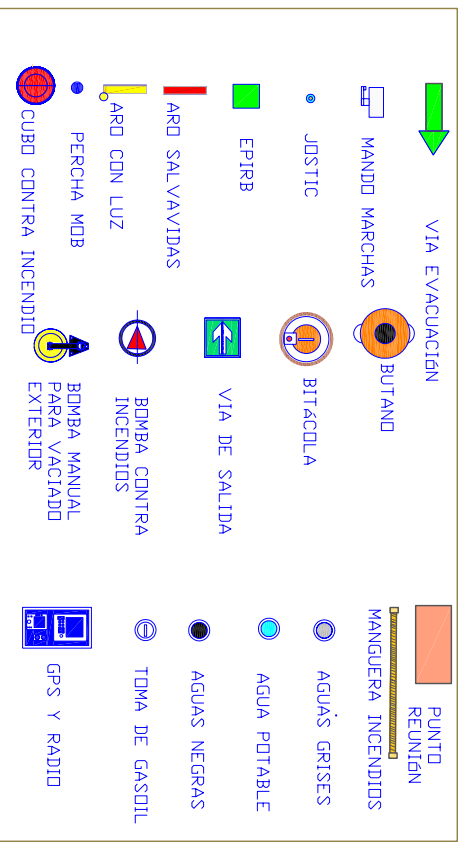 VIA EVACUACIÓN
MANDO MARCHAS
JOSTIC
EPIRB
ARO SALVAVIDAS
ARO CON LUZ
PERCHA MOB
CUBO CONTRA INCENDIO
BUTANO
BITáCOLA
VIA DE SALIDA
BOMBA CONTRA
INCENDIOS
BOMBA MANUAL
PARA VACIADO
EXTERIOR
PUNTO
REUNIÓN
MANGUERA INCENDIOS
AGUAS GRISES
AGUA POTABLE
AGUAS NEGRAS
TOMA DE GASOIL
GPS Y RADIO